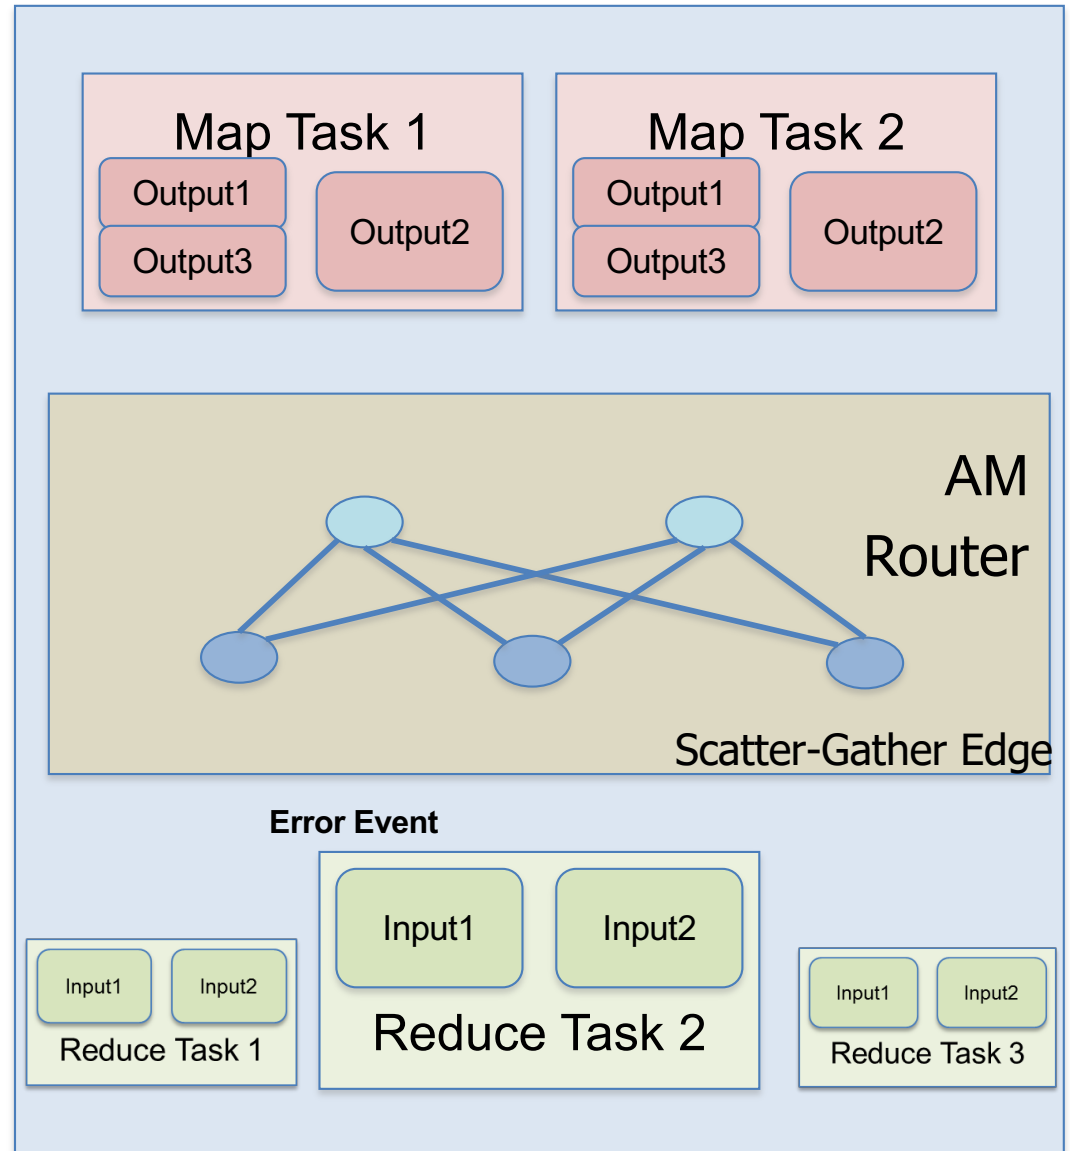 Map Task 1
Output1
Output3
Output2
Map Task 2
Output1
Output3
Output2
AM
Router
Scatter-Gather Edge
Error Event
Input1
Input2
Reduce Task 1
Input1
Input2
Reduce Task 2
Input1
Input2
Reduce Task 3